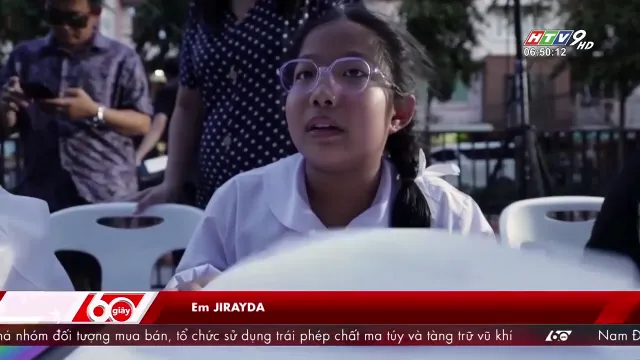 HTV9 HD
06:50:12
60 giây
Em JIRAYDA
há nhóm đối tượng mua bán, tổ chức sử dụng trái phép chất ma túy và tàng trữ vũ khí 60 Nam Đ